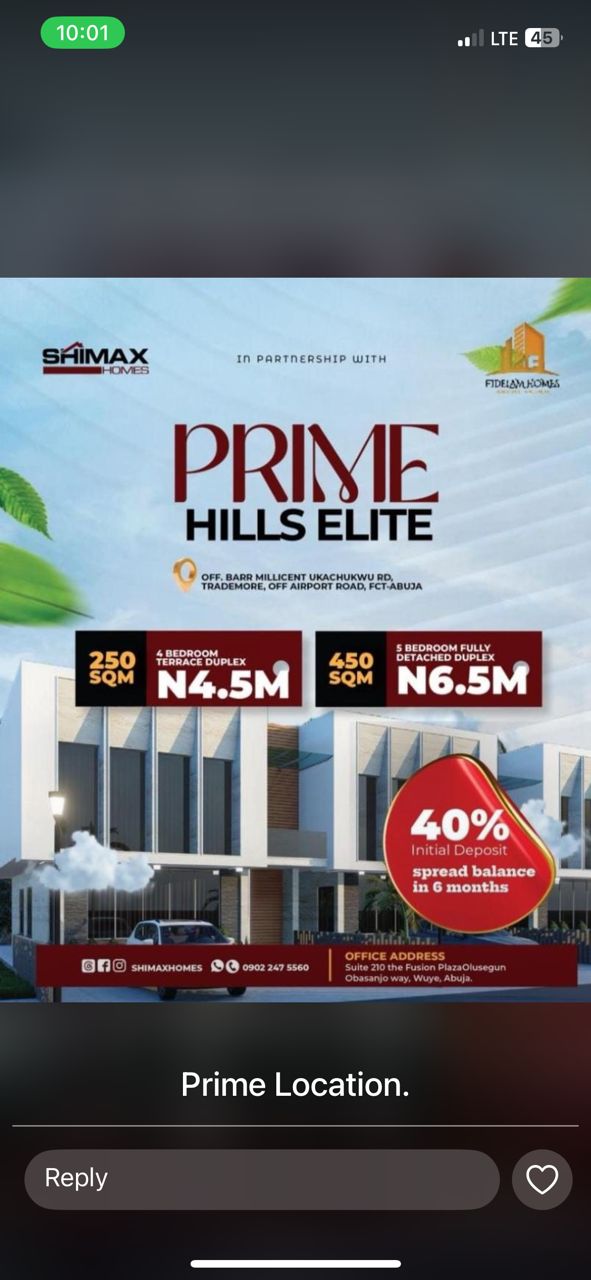 10:01
LTE 45
SHIMAX
HOMES
IN PARTNERSHIP WITH
F
FIDELAM HOMES
PRIME
HILLS ELITE
OFF. BARR MILLICENT UKACHUKWU RD,
TRADEMORE, OFF AIRPORT ROAD, FCT-ABUJA
250
SQM
4 BEDROOM
TERRACE DUPLEX
N4.5M
450
SQM
5 BEDROOM FULLY
DETACHED DUPLEX
N6.5M
40%
Initial Deposit
spread balance
in 6 months
SHIMAXHOMES 0902 247 5560
OFFICE ADDRESS
Suite 210 the Fusion PlazaOlusegun
Obasanjo way, Wuye, Abuja.
Prime Location.
Reply